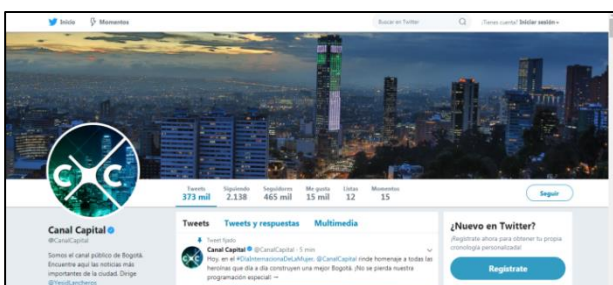 Inicio Momentos Buscar en Twitter ¿Tienes cuenta? Iniciar sesión
CXC
Tweets Siguiendo Seguidores Me gusta Listas Momentos
373 mil 2.138 465 mil 15 mil 12 15
Seguir
Canal Capital
@CanalCapital
Somos el canal público de Bogotá.
Encuentre aquí las noticias más
importantes de la ciudad. Dirige
@YesidLancheros
Tweets Tweets y respuestas Multimedia
Tweet fijado
Canal Capital @CanalCapital · 5 min
Hoy, en el #DiaInternacionaDeLaMujer, @CanalCapital rinde homenaje a todas las
heroínas que día a día construyen una mejor Bogotá. ¡No se pierda nuestra
programación especial!
¿Nuevo en Twitter?
¡Regístrate ahora para obtener tu propia
cronología personalizada!
Regístrate